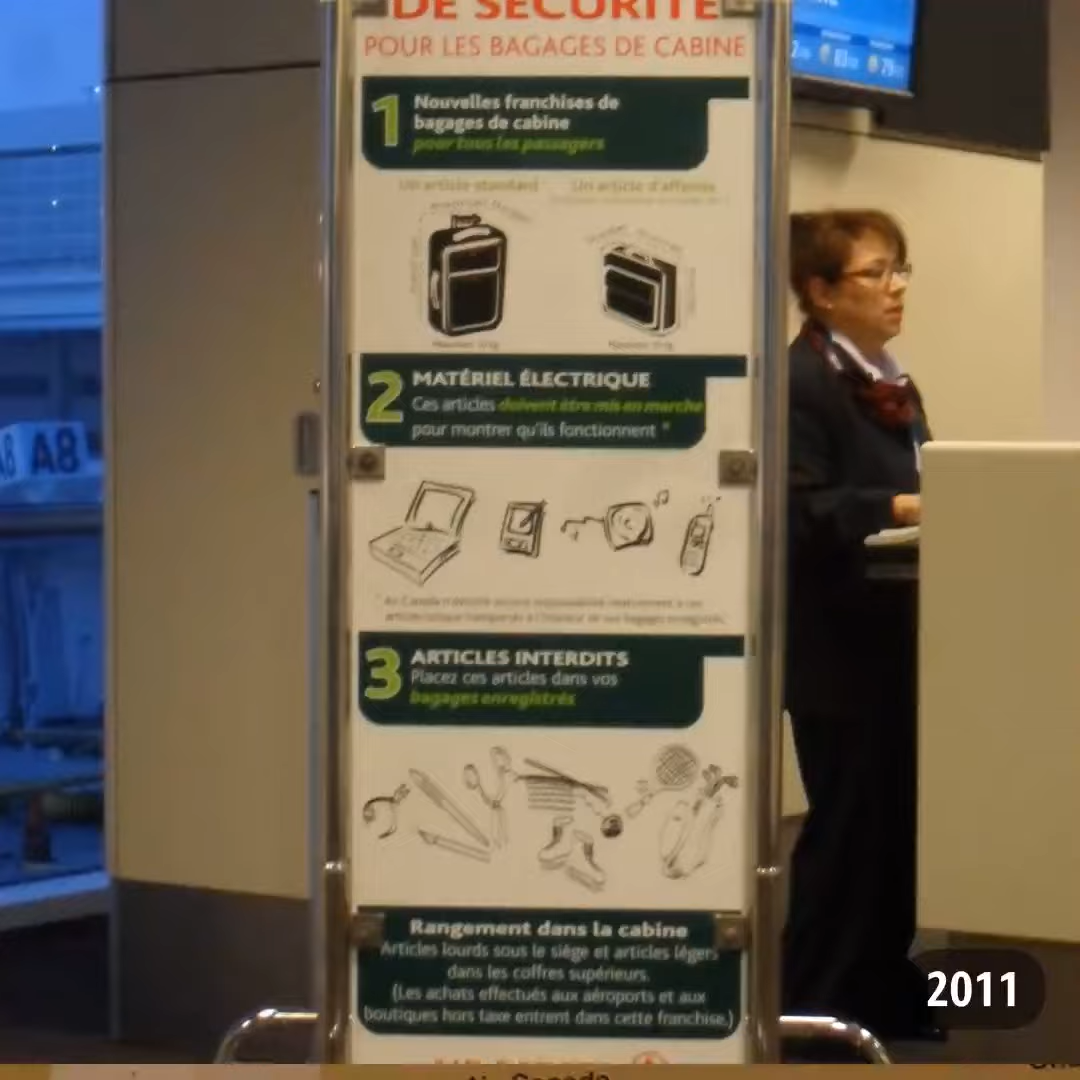 DE SÉCURITÉ
POUR LES BAGAGES DE CABINE
1
Nouvelles franchises de
bagages de cabine
pour tous les passagers
Un article standard
Un article d'affaires
2
MATÉRIEL ÉLECTRIQUE
Ces articles doivent être mis en marche
pour montrer qu'ils fonctionnent *
8A
3
ARTICLES INTERDITS
Placez ces articles dans vos
bagages enregistrés
Rangement dans la cabine
Articles lourds sous le siège et articles légers
dans les coffres supérieurs.
(Les achats effectués aux aéroports et aux
boutiques hors taxe entrent dans cette franchise.)
2011